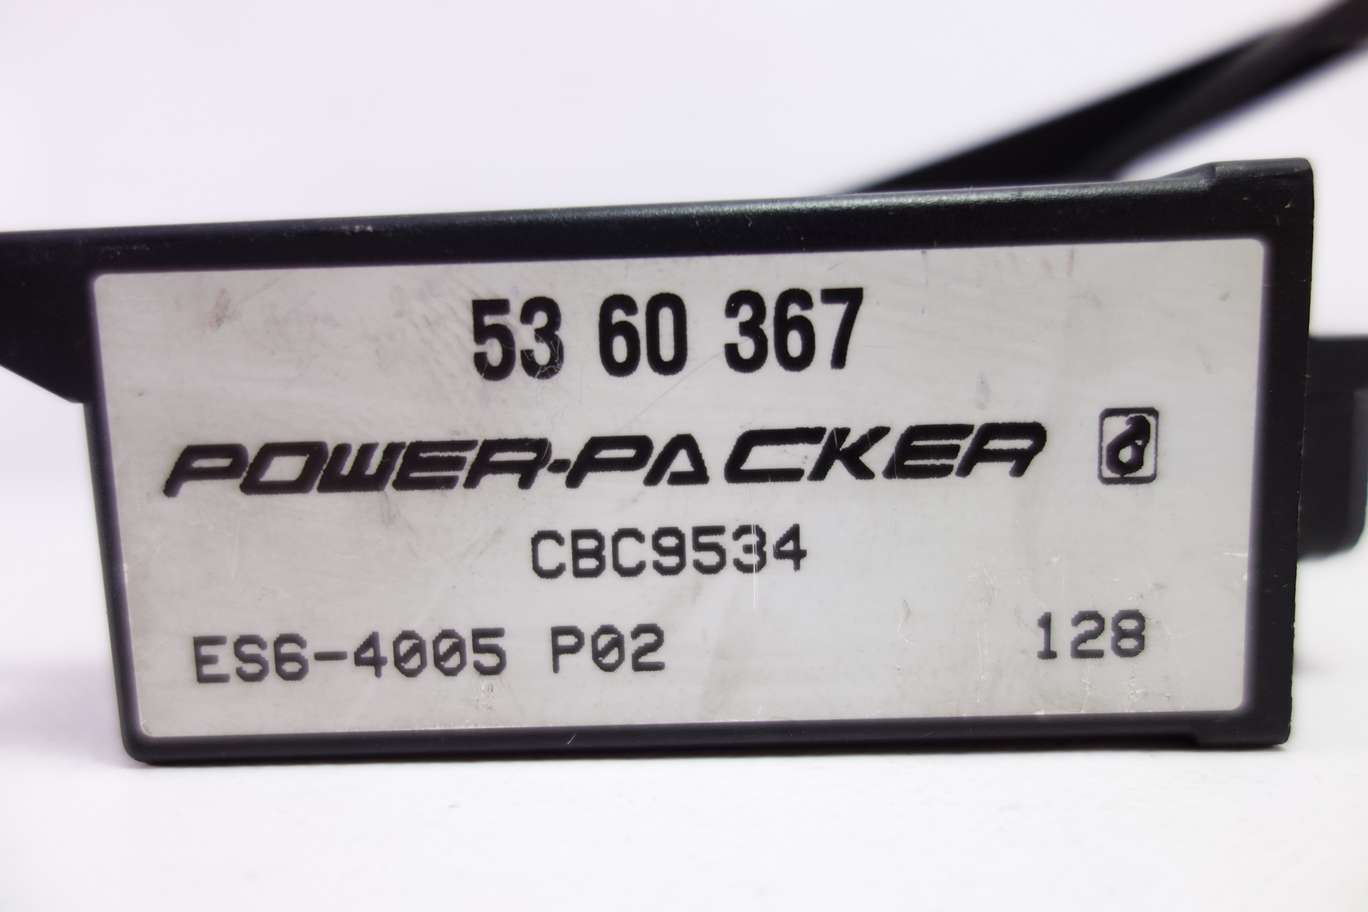 53 60 367
POWER-PACKER
CBC9534
ES6-4005 P02 128